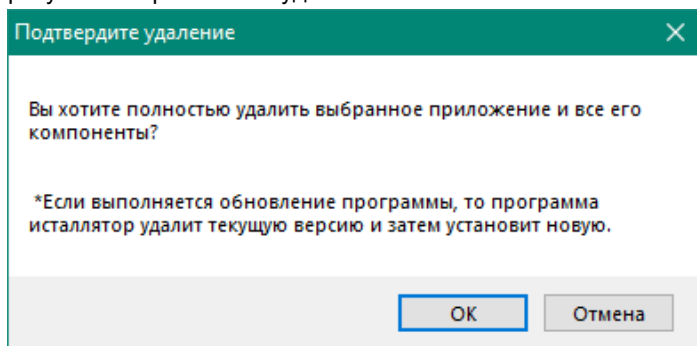 Подтвердите удаление
Вы хотите полностью удалить выбранное приложение и все его
компоненты?
*Если выполняется обновление программы, то программа
исталлятор удалит текущую версию и затем установит новую.
ОК
Отмена